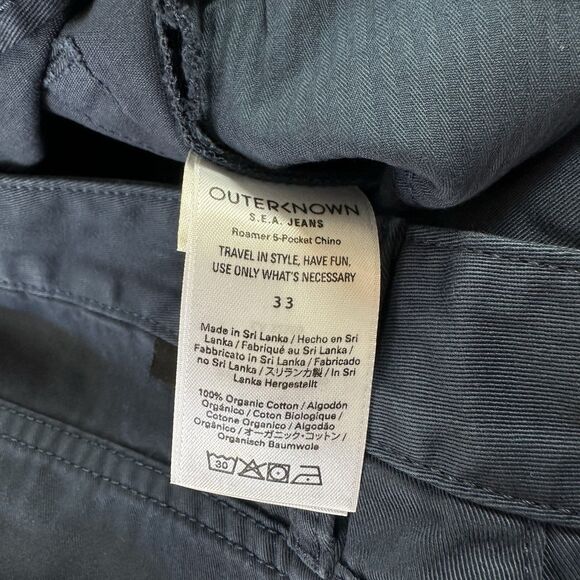 OUTERKNOWN
S.E.A. JEANS
Roamer 5-Pocket Chino
TRAVEL IN STYLE, HAVE FUN,
USE ONLY WHAT'S NECESSARY
33
Made in Sri Lanka / Hecho en Sri
Lanka / Fabriqué au Sri Lanka /
Fabbricato in Sri Lanka / Fabricado
no Sri Lanka / スリランカ製 / In Sri
Lanka Hergestellt
100% Organic Cotton / Algodón
Orgánico / Coton Biologique /
Cotone Organico / Algodão
Orgânico / オーガニック・コットン /
Organisch Baumwole
30